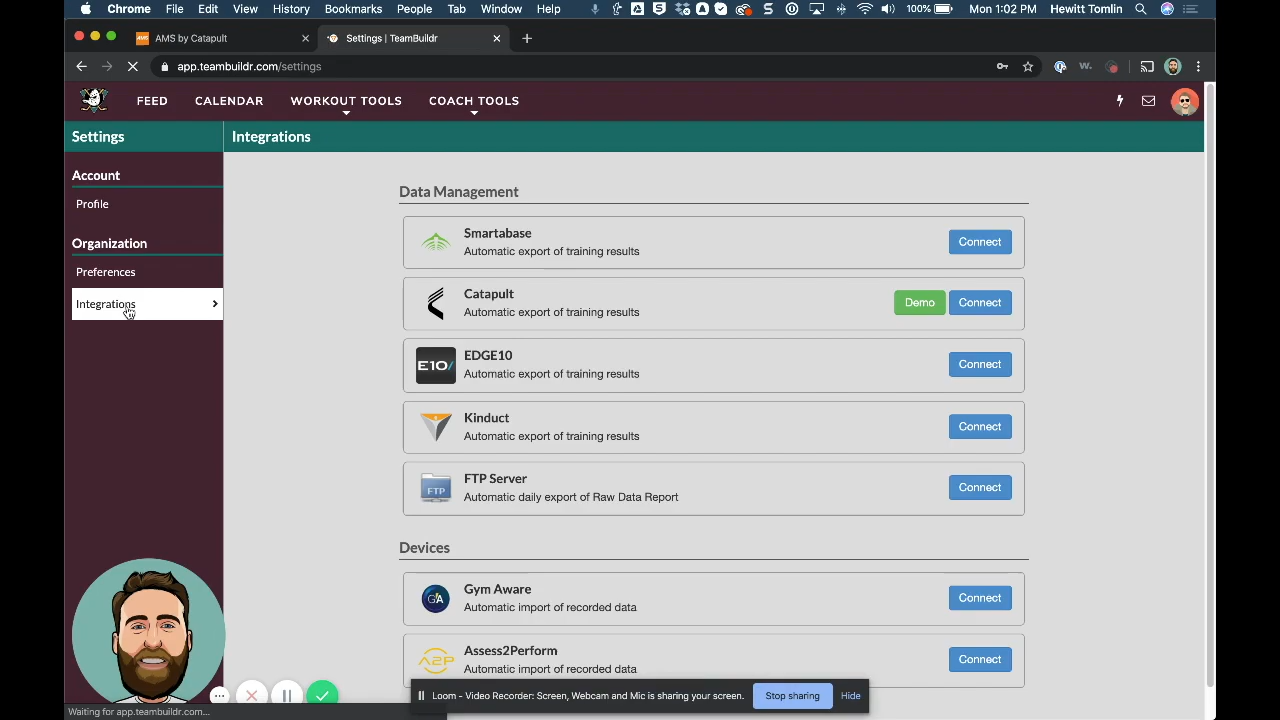 Chrome File Edit View History Bookmarks People Tab Window Help 100% Mon 1:02 PM Hewitt Tomlin
AMS by Catapult
Settings | TeamBuildr
app.teambuildr.com/settings
FEED CALENDAR WORKOUT TOOLS COACH TOOLS
Settings
Integrations
Account
Profile
Organization
Preferences
Integrations
Data Management
Smartabase
Automatic export of training results
Connect
Catapult
Automatic export of training results
Demo Connect
E10/
EDGE10
Automatic export of training results
Connect
Kinduct
Automatic export of training results
Connect
FTP
FTP Server
Automatic daily export of Raw Data Report
Connect
Devices
GA
Gym Aware
Automatic import of recorded data
Connect
A2P
Assess2Perform
Automatic import of recorded data
Connect
Loom – Video Recorder: Screen, Webcam and Mic is sharing your screen. Stop sharing Hide
Waiting for app.teambuildr.com...